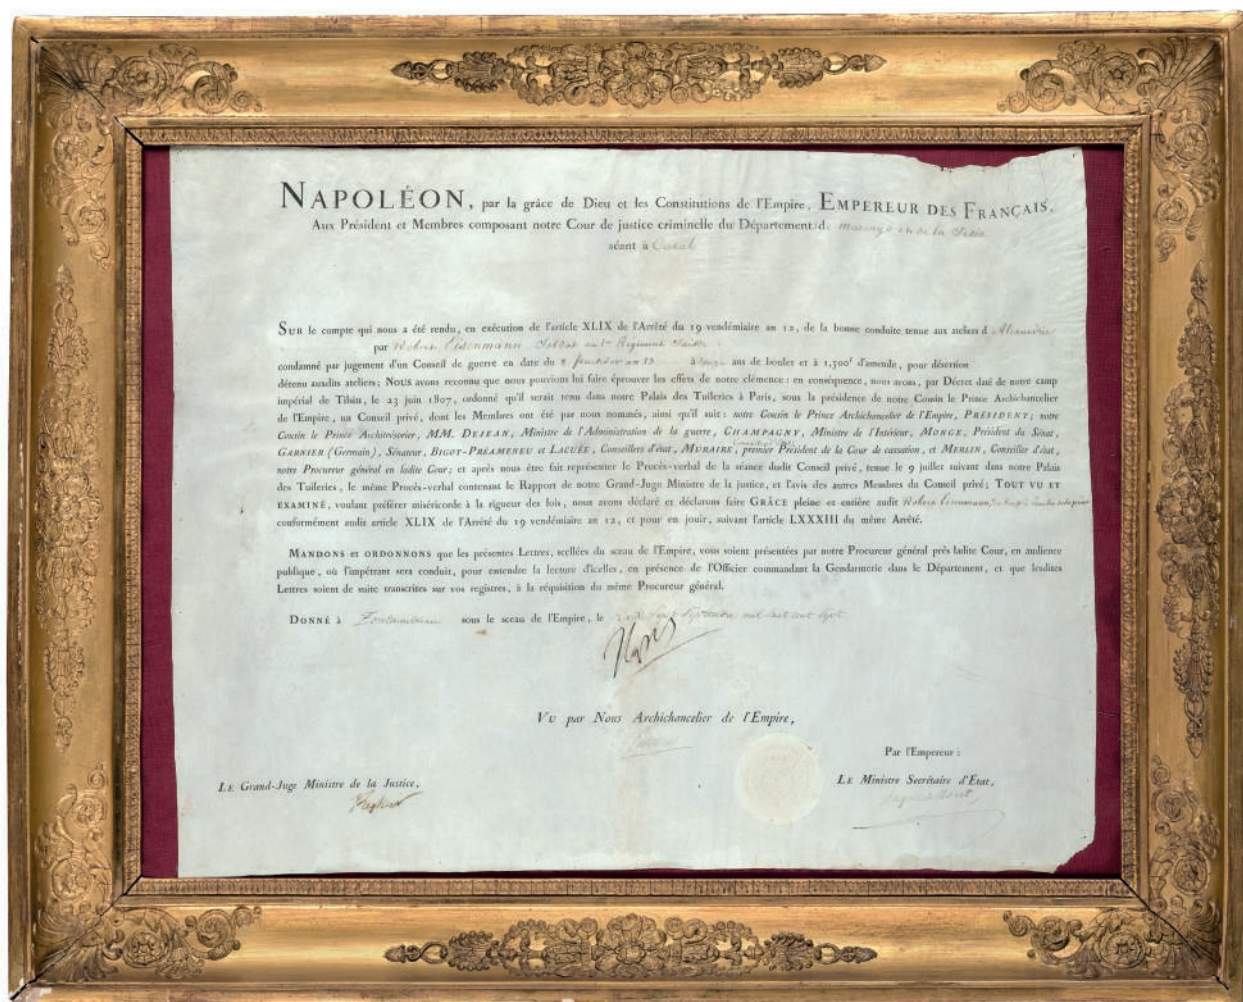 NAPOLÉON, par la grâce de Dieu et les Constitutions de l'Empire, EMPEREUR DES FRANÇAIS,
Aux Président et Membres composant notre Cour de justice criminelle du Département de marengo et de la Sesia
séant à Casal
SUR le compte qui nous a été rendu, en exécution de l'article XLIX de l'Arrêté du 19 vendémiaire an 12, de la bonne conduite tenue aux ateliers d'Alexandrie
par Eisenmann Soldat au 1er Régiment Suisse
condamné par jugement d'un Conseil de guerre en date du 8 an 13 à ans de boulet et à 1,500f d'amende, pour désertion
détenu auxdits ateliers; NOUS avons reconnu que nous pouvions lui faire éprouver les effets de notre clémence: en conséquence, nous avons, par Décret daté de notre camp
impérial de Tilsin, le 23 juin 1807, ordonné qu'il serait tenu dans notre Palais des Tuileries à Paris, sous la présidence de notre Cousin le Prince Archichancelier
de l'Empire, un Conseil privé, dont les Membres ont été par nous nommés, ainsi qu'il suit: notre Cousin le Prince Archichancelier de l'Empire, PRÉSIDENT; notre
Cousin le Prince Architrésorier, MM. DEJEAN, Ministre de l'Administration de la guerre, CHAMPAGNY, Ministre de l'Intérieur, MONGE, Président du Sénat,
GARNIER (Germain), Sénateur, BIGOT-PRÉAMENEU et LACUÉE, Conseillers d'état, MURAIRE, premier Président de la Cour de cassation, et MERLIN, Conseiller d'état,
notre Procureur général en ladite Cour; et après nous être fait représenter le Procès-verbal de la séance dudit Conseil privé, tenue le 9 juillet suivant dans notre Palais
des Tuileries, le même Procès-verbal contenant le Rapport de notre Grand-Juge Ministre de la justice, et l'avis des autres Membres du Conseil privé; TOUT VU ET
EXAMINÉ, voulant préférer miséricorde à la rigueur des lois, nous avons déclaré et déclarons faire GRÂCE pleine et entière audit Eisenmann
conformément audit article XLIX de l'Arrêté du 19 vendémiaire an 12, et pour en jouir, suivant l'article LXXXIII du même Arrêté.
MANDONS et ORDONNONS que les présentes Lettres, scellées du sceau de l'Empire, vous soient présentées par notre Procureur général près ladite Cour, en audience
publique, où l'impétrant sera conduit, pour entendre la lecture d'icelles, en présence de l'Officier commandant la Gendarmerie dans le Département, et que lesdites
Lettres soient de suite transcrites sur vos registres, à la réquisition du même Procureur général.
DONNÉ à Fontainebleau sous le sceau de l'Empire, le Septembre mil huit cent sept
Nap
VU par Nous Archichancelier de l'Empire,
Par l'Empereur:
LE Grand-Juge Ministre de la Justice,
LE Ministre Secrétaire d'État,
Regnier
hugues Maret